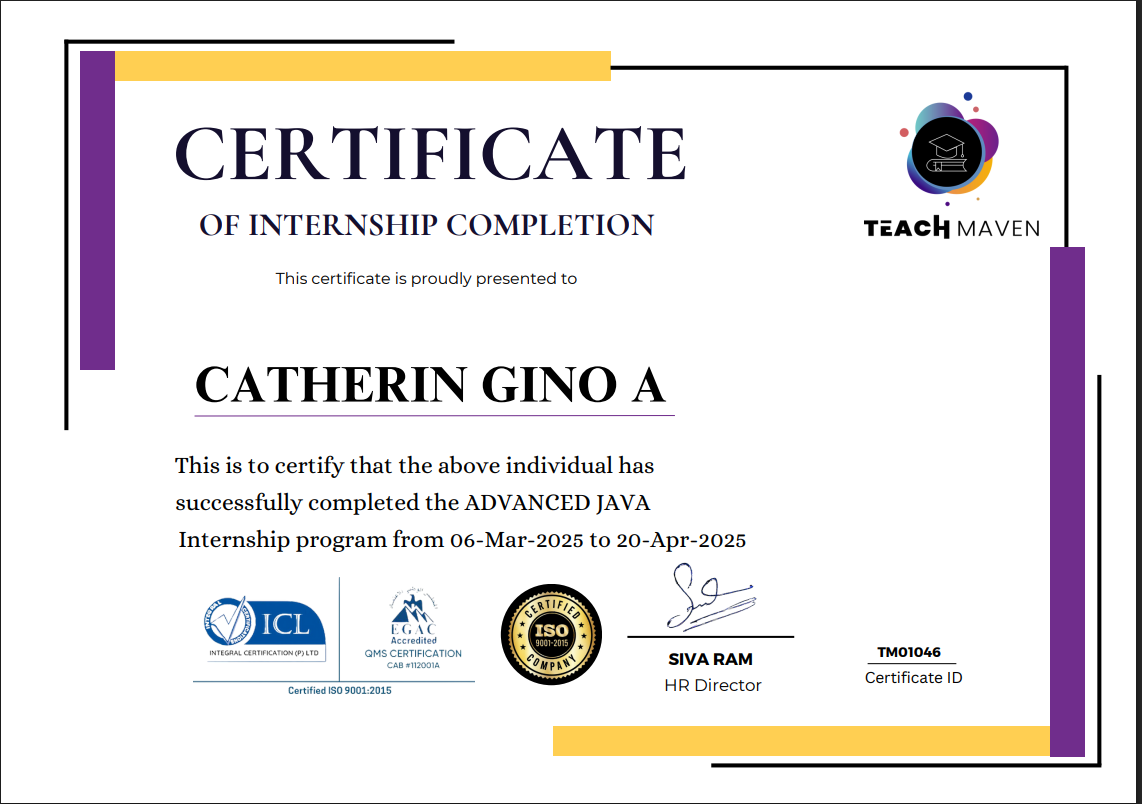 CERTIFICATE
OF INTERNSHIP COMPLETION
This certificate is proudly presented to
TEACH MAVEN
CATHERIN GINO A
This is to certify that the above individual has
successfully completed the ADVANCED JAVA
Internship program from 06-Mar-2025 to 20-Apr-2025
ICL
INTEGRAL CERTIFICATION (P) LTD
EGAC
Accredited
QMS CERTIFICATION
CAB #112001A
Certified ISO 9001:2015
CERTIFIED
ISO
9001-2015
COMPANY
SIVA RAM
HR Director
TM01046
Certificate ID